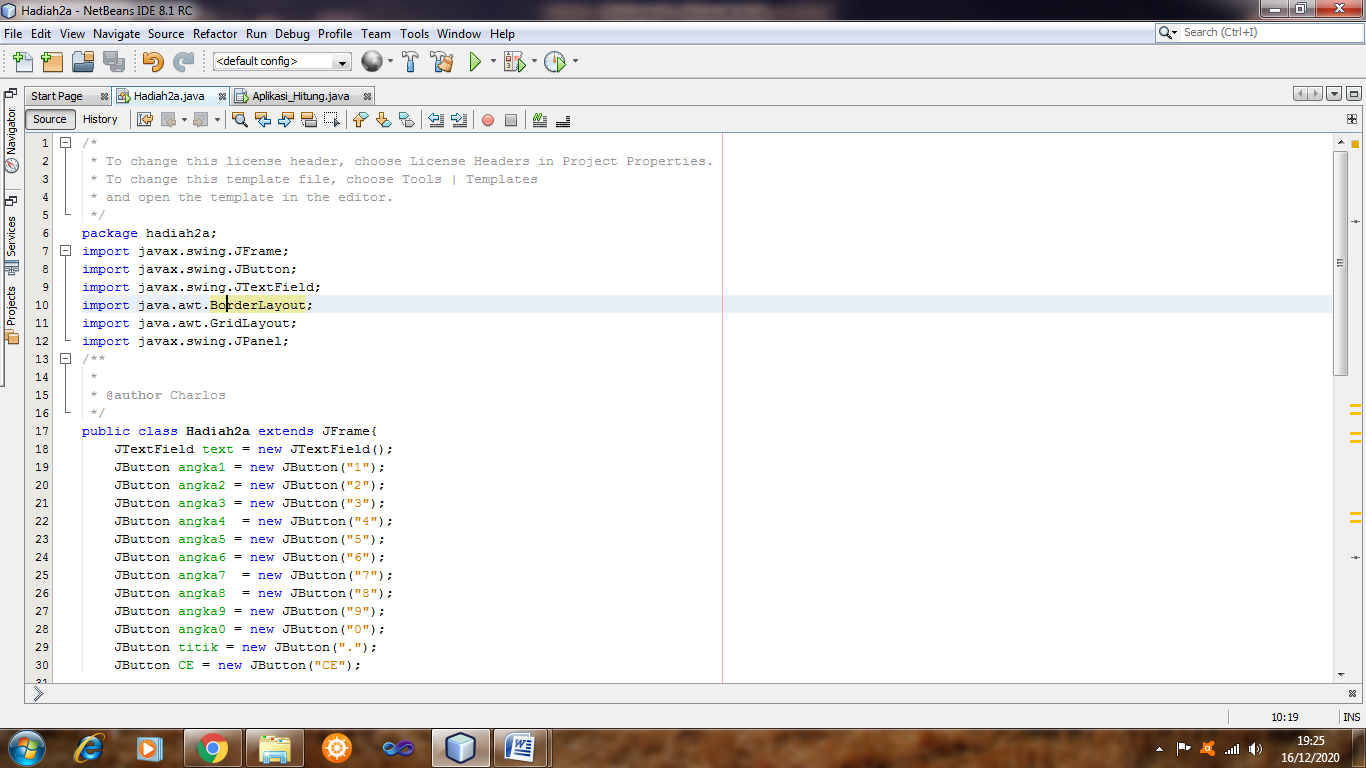 Hadiah2a - NetBeans IDE 8.1 RC
File Edit View Navigate Source Refactor Run Debug Profile Team Tools Window Help
Search (Ctrl+I)
<default config>
Start Page Hadiah2a.java Aplikasi_Hitung.java
Source History
Navigator
Services
Projects
1 /*
2 * To change this license header, choose License Headers in Project Properties.
3 * To change this template file, choose Tools | Templates
4 * and open the template in the editor.
5 */
6 package hadiah2a;
7 import javax.swing.JFrame;
8 import javax.swing.JButton;
9 import javax.swing.JTextField;
10 import java.awt.BorderLayout;
11 import java.awt.GridLayout;
12 import javax.swing.JPanel;
13 /**
14 *
15 * @author Charlos
16 */
17 public class Hadiah2a extends JFrame{
18 JTextField text = new JTextField();
19 JButton angka1 = new JButton("1");
20 JButton angka2 = new JButton("2");
21 JButton angka3 = new JButton("3");
22 JButton angka4  = new JButton("4");
23 JButton angka5 = new JButton("5");
24 JButton angka6 = new JButton("6");
25 JButton angka7  = new JButton("7");
26 JButton angka8  = new JButton("8");
27 JButton angka9 = new JButton("9");
28 JButton angka0 = new JButton("0");
29 JButton titik = new JButton(".");
30 JButton CE = new JButton("CE");
31
10:19 INS
19:25
16/12/2020